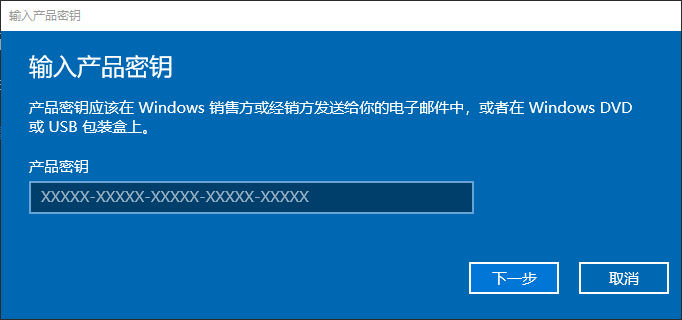 输入产品密钥
输入产品密钥
产品密钥应该在 Windows 销售方或经销方发送给你的电子邮件中，或者在 Windows DVD
或 USB 包装盒上。
产品密钥
XXXXX-XXXXX-XXXXX-XXXXX-XXXXX
下一步 取消